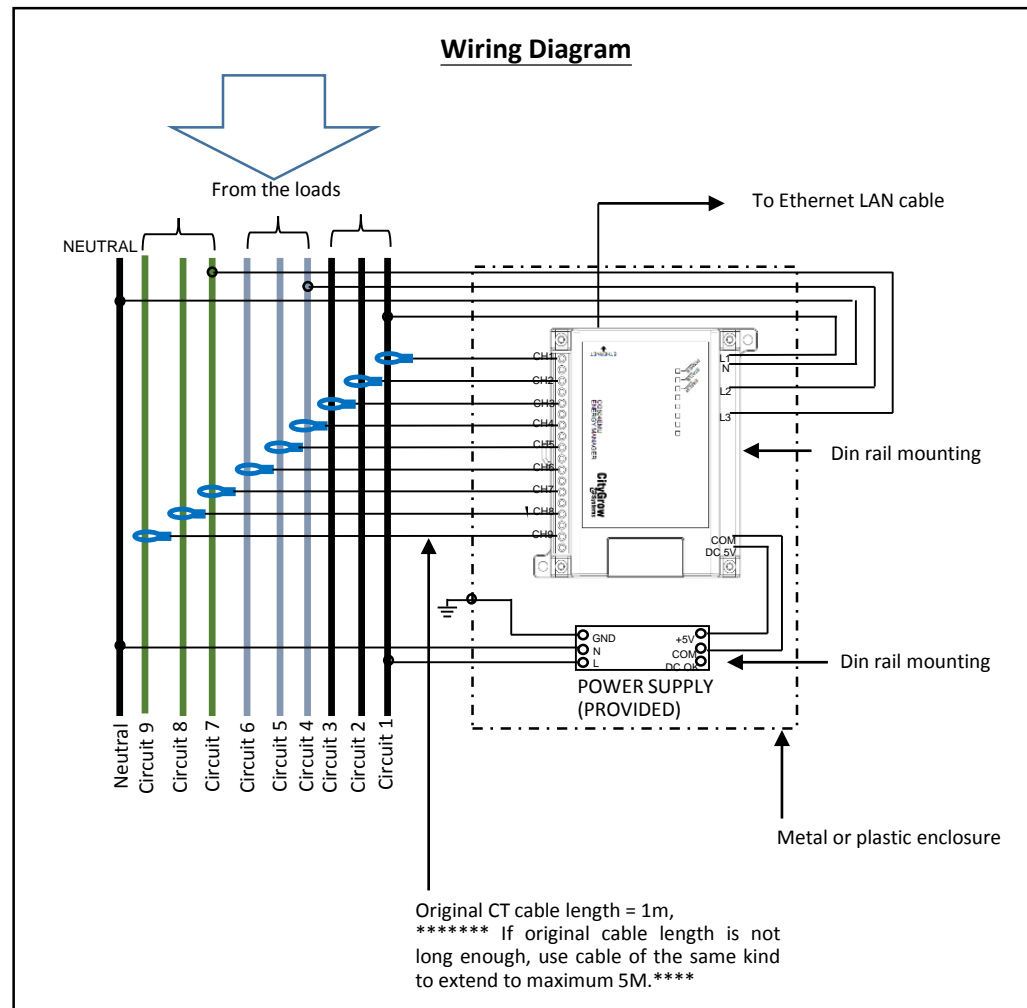 Wiring Diagram
From the loads
To Ethernet LAN cable
NEUTRAL
ETHERNET
CH1
CH2
CH3
CH4
CH5
CH6
CH7
CH8
CH9
L1
N
L2
L3
ENERGY MANAGER
CityGrow
Din rail mounting
COM
DC 5V
GND
N
L
+5V
COM
DC OK
Din rail mounting
POWER SUPPLY
(PROVIDED)
Neutral
Circuit 9
Circuit 8
Circuit 7
Circuit 6
Circuit 5
Circuit 4
Circuit 3
Circuit 2
Circuit 1
Metal or plastic enclosure
Original CT cable length = 1m,
******* If original cable length is not
long enough, use cable of the same kind
to extend to maximum 5M.****